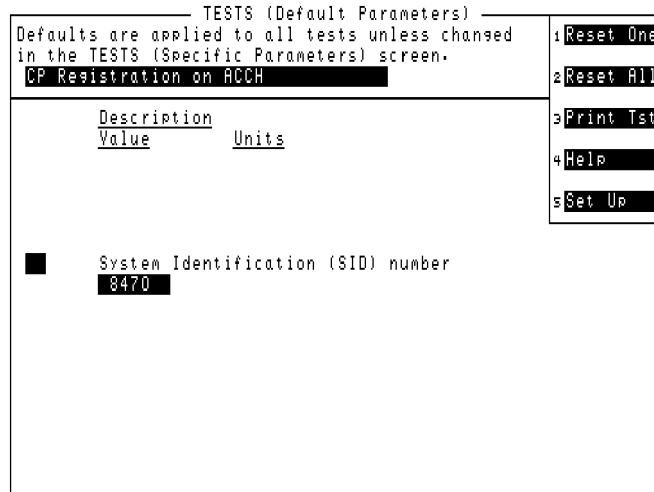 TESTS (Default Parameters)
Defaults are applied to all tests unless changed
in the TESTS (Specific Parameters) screen.
CP Registration on ACCH
Description
Value Units
System Identification (SID) number
8470
1 Reset One
2 Reset All
3 Print Tst
4 Help
5 Set Up